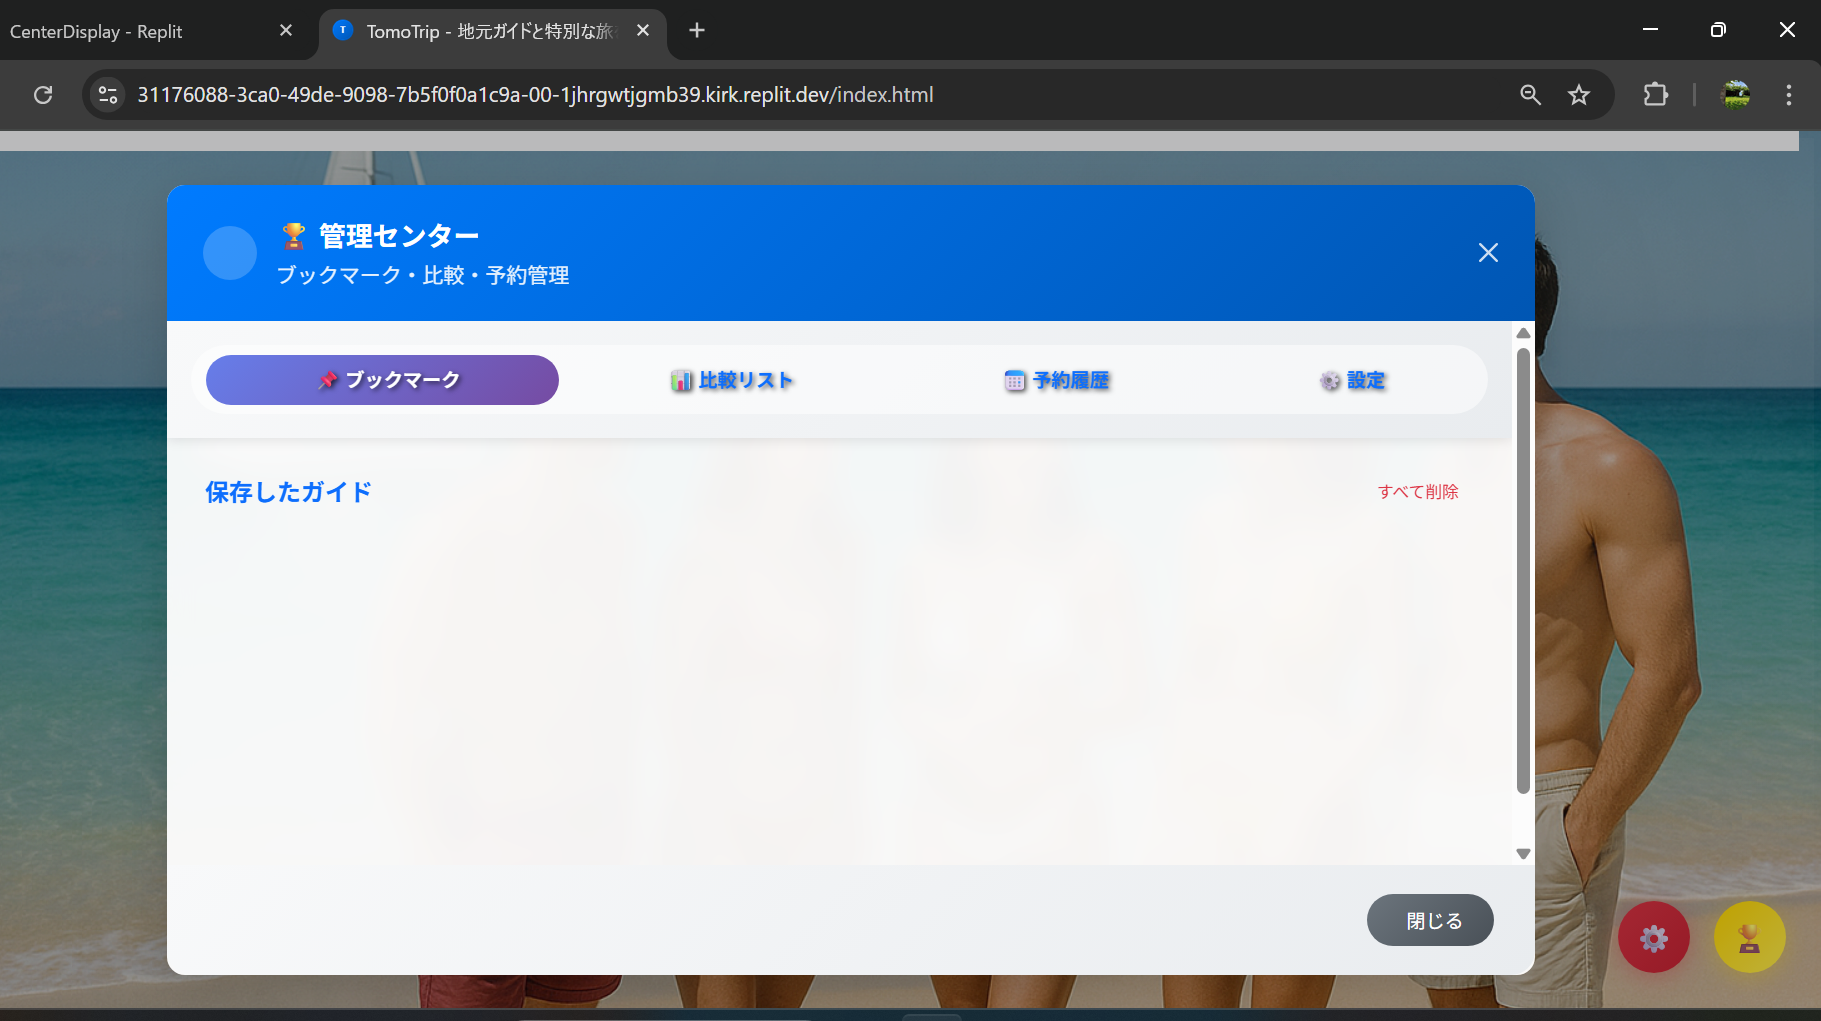 CenterDisplay - Replit
TomoTrip - 地元ガイドと特別な旅
31176088-3ca0-49de-9098-7b5f0f0a1c9a-00-1jhrgwtjgmb39.kirk.replit.dev/index.html
管理センター
ブックマーク・比較・予約管理
ブックマーク
比較リスト
予約履歴
設定
保存したガイド
すべて削除
閉じる